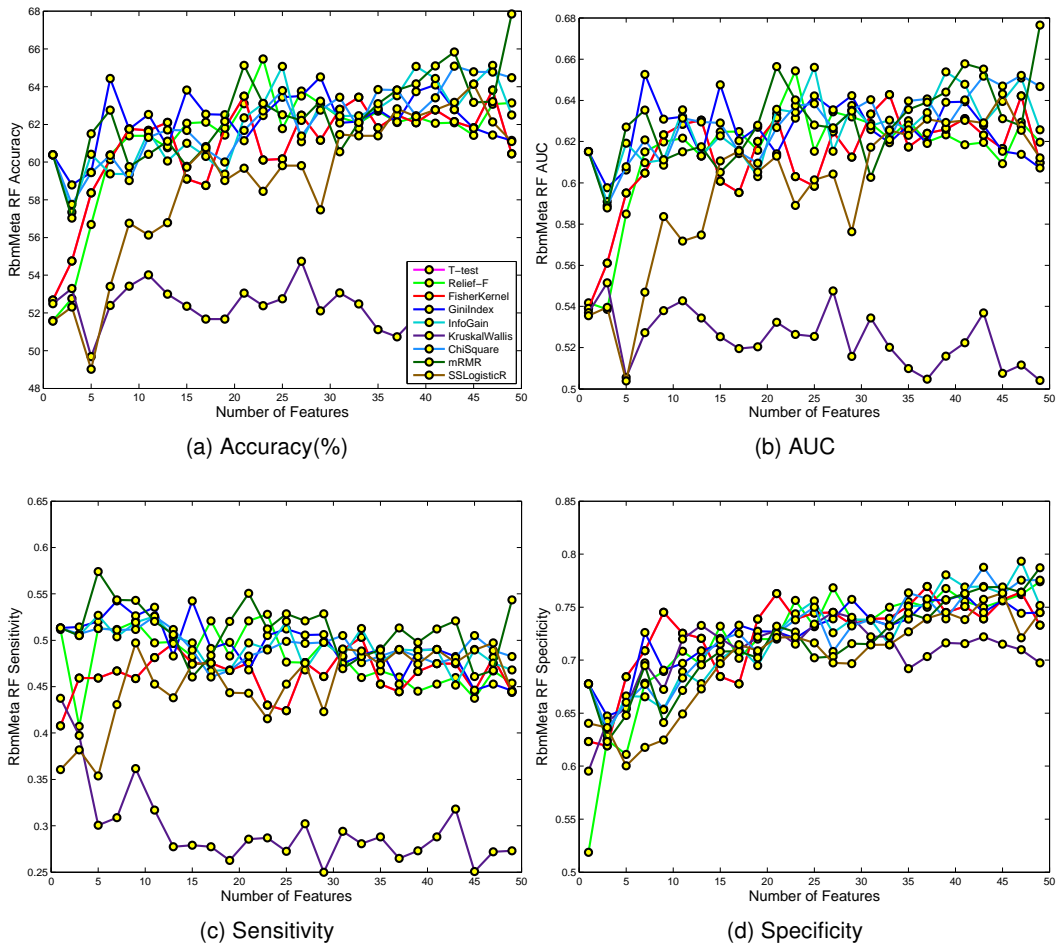 68
66
64
62
60
58
56
54
52
50
48
RbmMeta RF Accuracy
T-test
Relief-F
FisherKernel
GiniIndex
InfoGain
KruskalWallis
ChiSquare
mRMR
SSLogisticR
0 5 10 15 20 25 30 35 40 45 50
Number of Features
(a) Accuracy(%)
0.68
0.66
0.64
0.62
0.6
0.58
0.56
0.54
0.52
0.5
RbmMeta RF AUC
0 5 10 15 20 25 30 35 40 45 50
Number of Features
(b) AUC
0.65
0.6
0.55
0.5
0.45
0.4
0.35
0.3
0.25
RbmMeta RF Sensitivity
0 5 10 15 20 25 30 35 40 45 50
Number of Features
(c) Sensitivity
0.85
0.8
0.75
0.7
0.65
0.6
0.55
0.5
RbmMeta RF Specificity
0 5 10 15 20 25 30 35 40 45 50
Number of Features
(d) Specificity